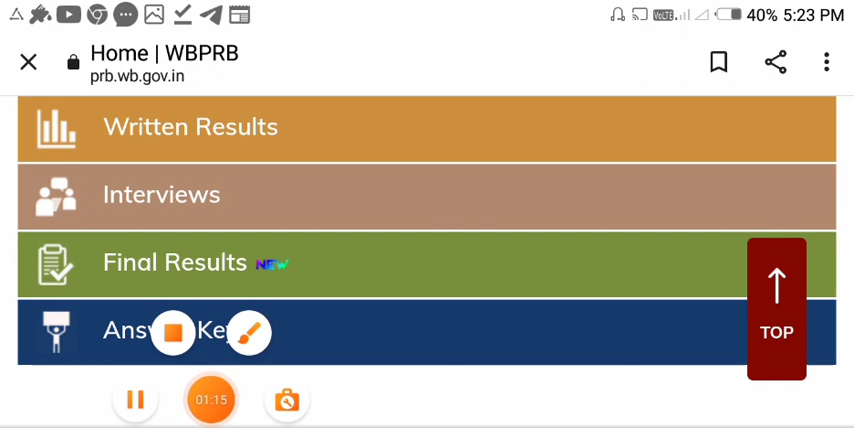 40% 5:23 PM
Home | WBPRB
prb.wb.gov.in
Written Results
Interviews
Final Results NEW
TOP
01:15